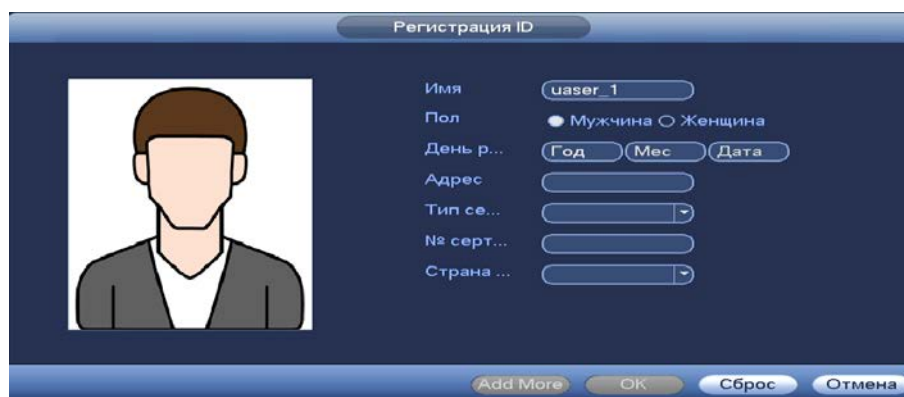 Регистрация ID
Имя uaser_1
Пол Мужчина Женщина
День р... Год Мес Дата
Адрес
Тип се...
№ серт...
Страна ...
Add More OK Сброс Отмена